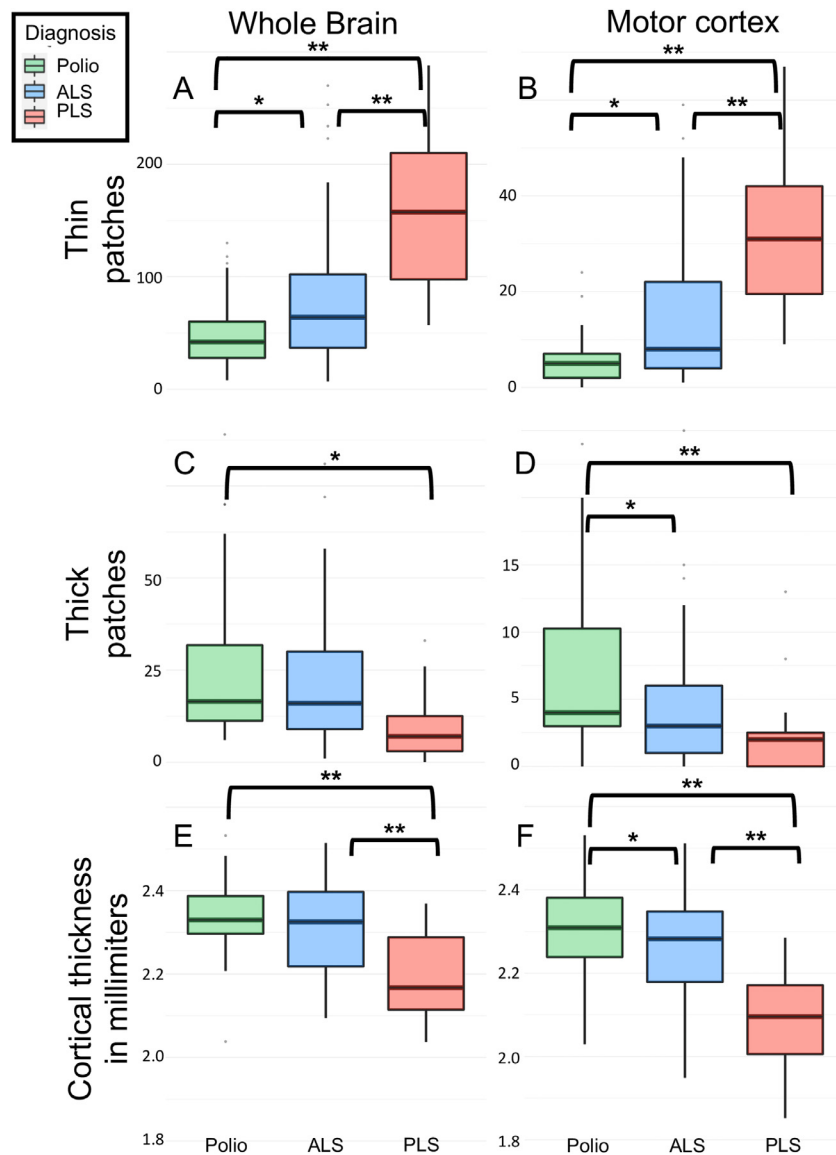 Diagnosis
Polio
ALS
PLS
Whole Brain
Motor cortex
Thin patches
Thick patches
Cortical thickness in millimiters
A
**
*
**
200
100
0
B
**
*
**
40
20
0
C
*
50
25
0
D
**
*
15
10
5
0
E
**
**
2.4
2.2
2.0
1.8
Polio ALS PLS
F
**
*
**
2.4
2.2
2.0
1.8
Polio ALS PLS